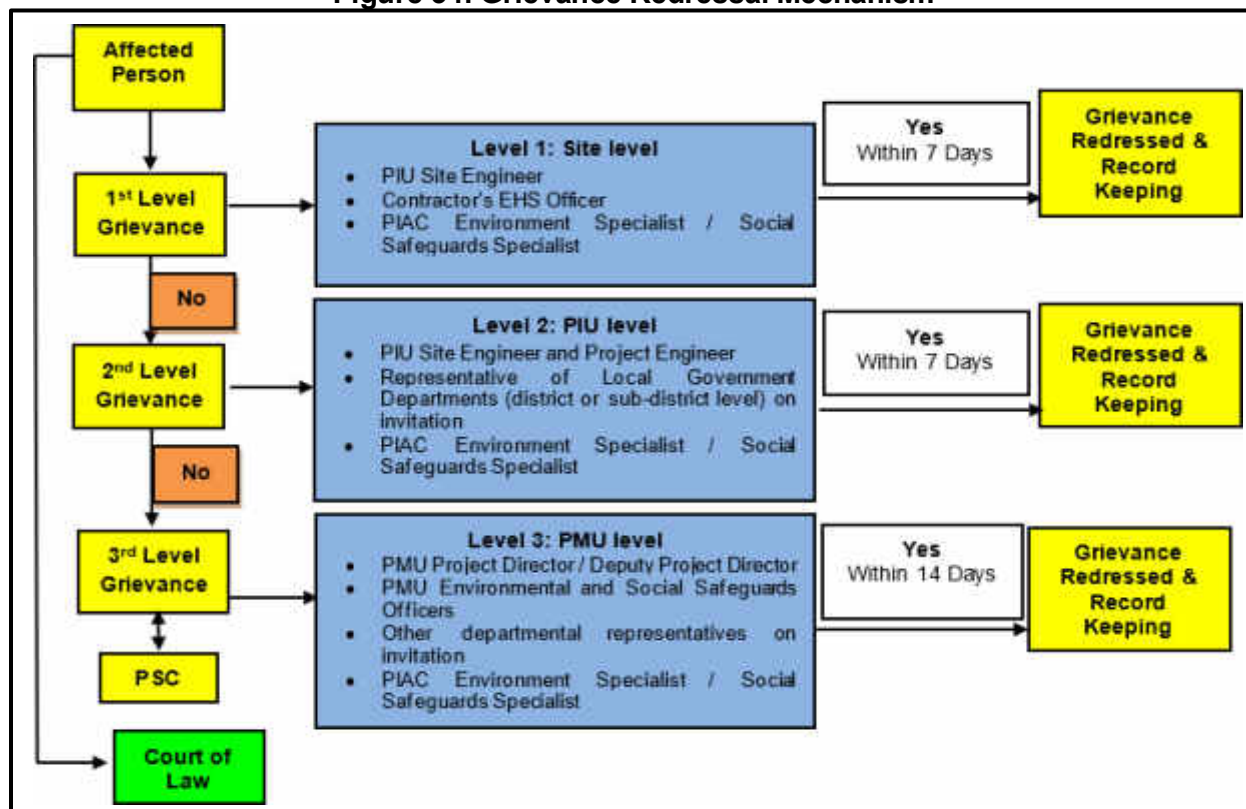 Affected
Person
1st Level
Grievance
Level 1: Site level
• PIU Site Engineer
• Contractor's EHS Officer
• PIAC Environment Specialist / Social
Safeguards Specialist
Yes
Within 7 Days
Grievance
Redressed &
Record
Keeping
No
2nd Level
Grievance
Level 2: PIU level
• PIU Site Engineer and Project Engineer
• Representative of Local Government
Departments (district or sub-district level) on
invitation
• PIAC Environment Specialist / Social
Safeguards Specialist
Yes
Within 7 Days
Grievance
Redressed &
Record
Keeping
No
3rd Level
Grievance
Level 3: PMU level
• PMU Project Director / Deputy Project Director
• PMU Environmental and Social Safeguards
Officers
• Other departmental representatives on
invitation
• PIAC Environment Specialist / Social
Safeguards Specialist
Yes
Within 14 Days
Grievance
Redressed &
Record
Keeping
PSC
Court of
Law